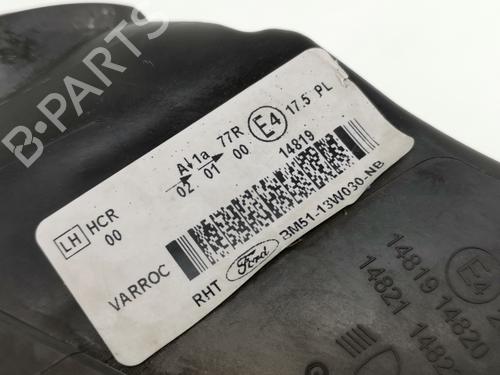 A↓1a 77R E4 17.5 PL
02 01 00
14819
LH HCR
00
VARROC
RHT Ford BM51-13W030-NB
14819 14820
14821
E4
B-PARTS